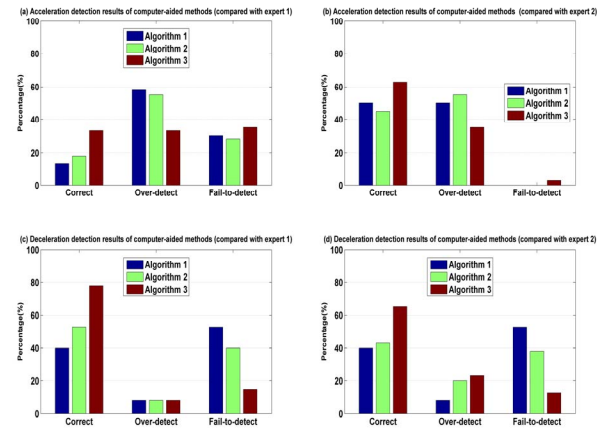 (a) Acceleration detection results of computer-aided methods (compared with expert 1)
Percentage(%)
100
80
60
40
20
0
Algorithm 1
Algorithm 2
Algorithm 3
Correct
Over-detect
Fail-to-detect
(b) Acceleration detection results of computer-aided methods (compared with expert 2)
Percentage(%)
100
80
60
40
20
0
Algorithm 1
Algorithm 2
Algorithm 3
Correct
Over-detect
Fail-to-detect
(c) Deceleration detection results of computer-aided methods (compared with expert 1)
Percentage(%)
100
80
60
40
20
0
Algorithm 1
Algorithm 2
Algorithm 3
Correct
Over-detect
Fail-to-detect
(d) Deceleration detection results of computer-aided methods (compared with expert 2)
Percentage(%)
100
80
60
40
20
0
Algorithm 1
Algorithm 2
Algorithm 3
Correct
Over-detect
Fail-to-detect